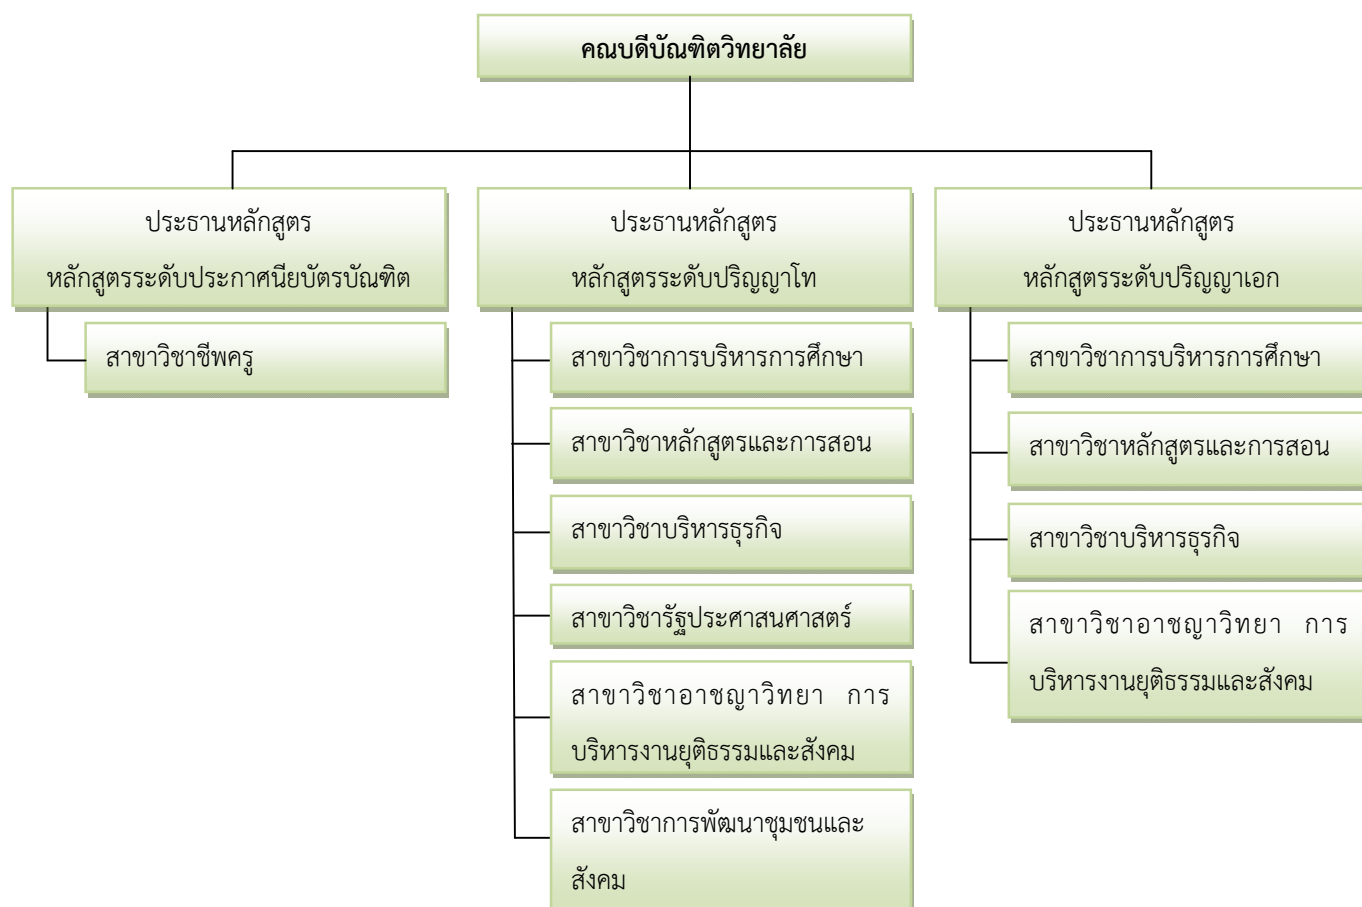 คณบดีบัณฑิตวิทยาลัย
ประธานหลักสูตร
หลักสูตรระดับประกาศนียบัตรบัณฑิต
สาขาวิชาชีพครู
ประธานหลักสูตร
หลักสูตรระดับปริญญาโท
สาขาวิชาการบริหารการศึกษา
สาขาวิชาหลักสูตรและการสอน
สาขาวิชาบริหารธุรกิจ
สาขาวิชารัฐประศาสนศาสตร์
สาขาวิชาอาชญาวิทยา การ
บริหารงานยุติธรรมและสังคม
สาขาวิชาการพัฒนาชุมชนและ
สังคม
ประธานหลักสูตร
หลักสูตรระดับปริญญาเอก
สาขาวิชาการบริหารการศึกษา
สาขาวิชาหลักสูตรและการสอน
สาขาวิชาบริหารธุรกิจ
สาขาวิชาอาชญาวิทยา การ
บริหารงานยุติธรรมและสังคม